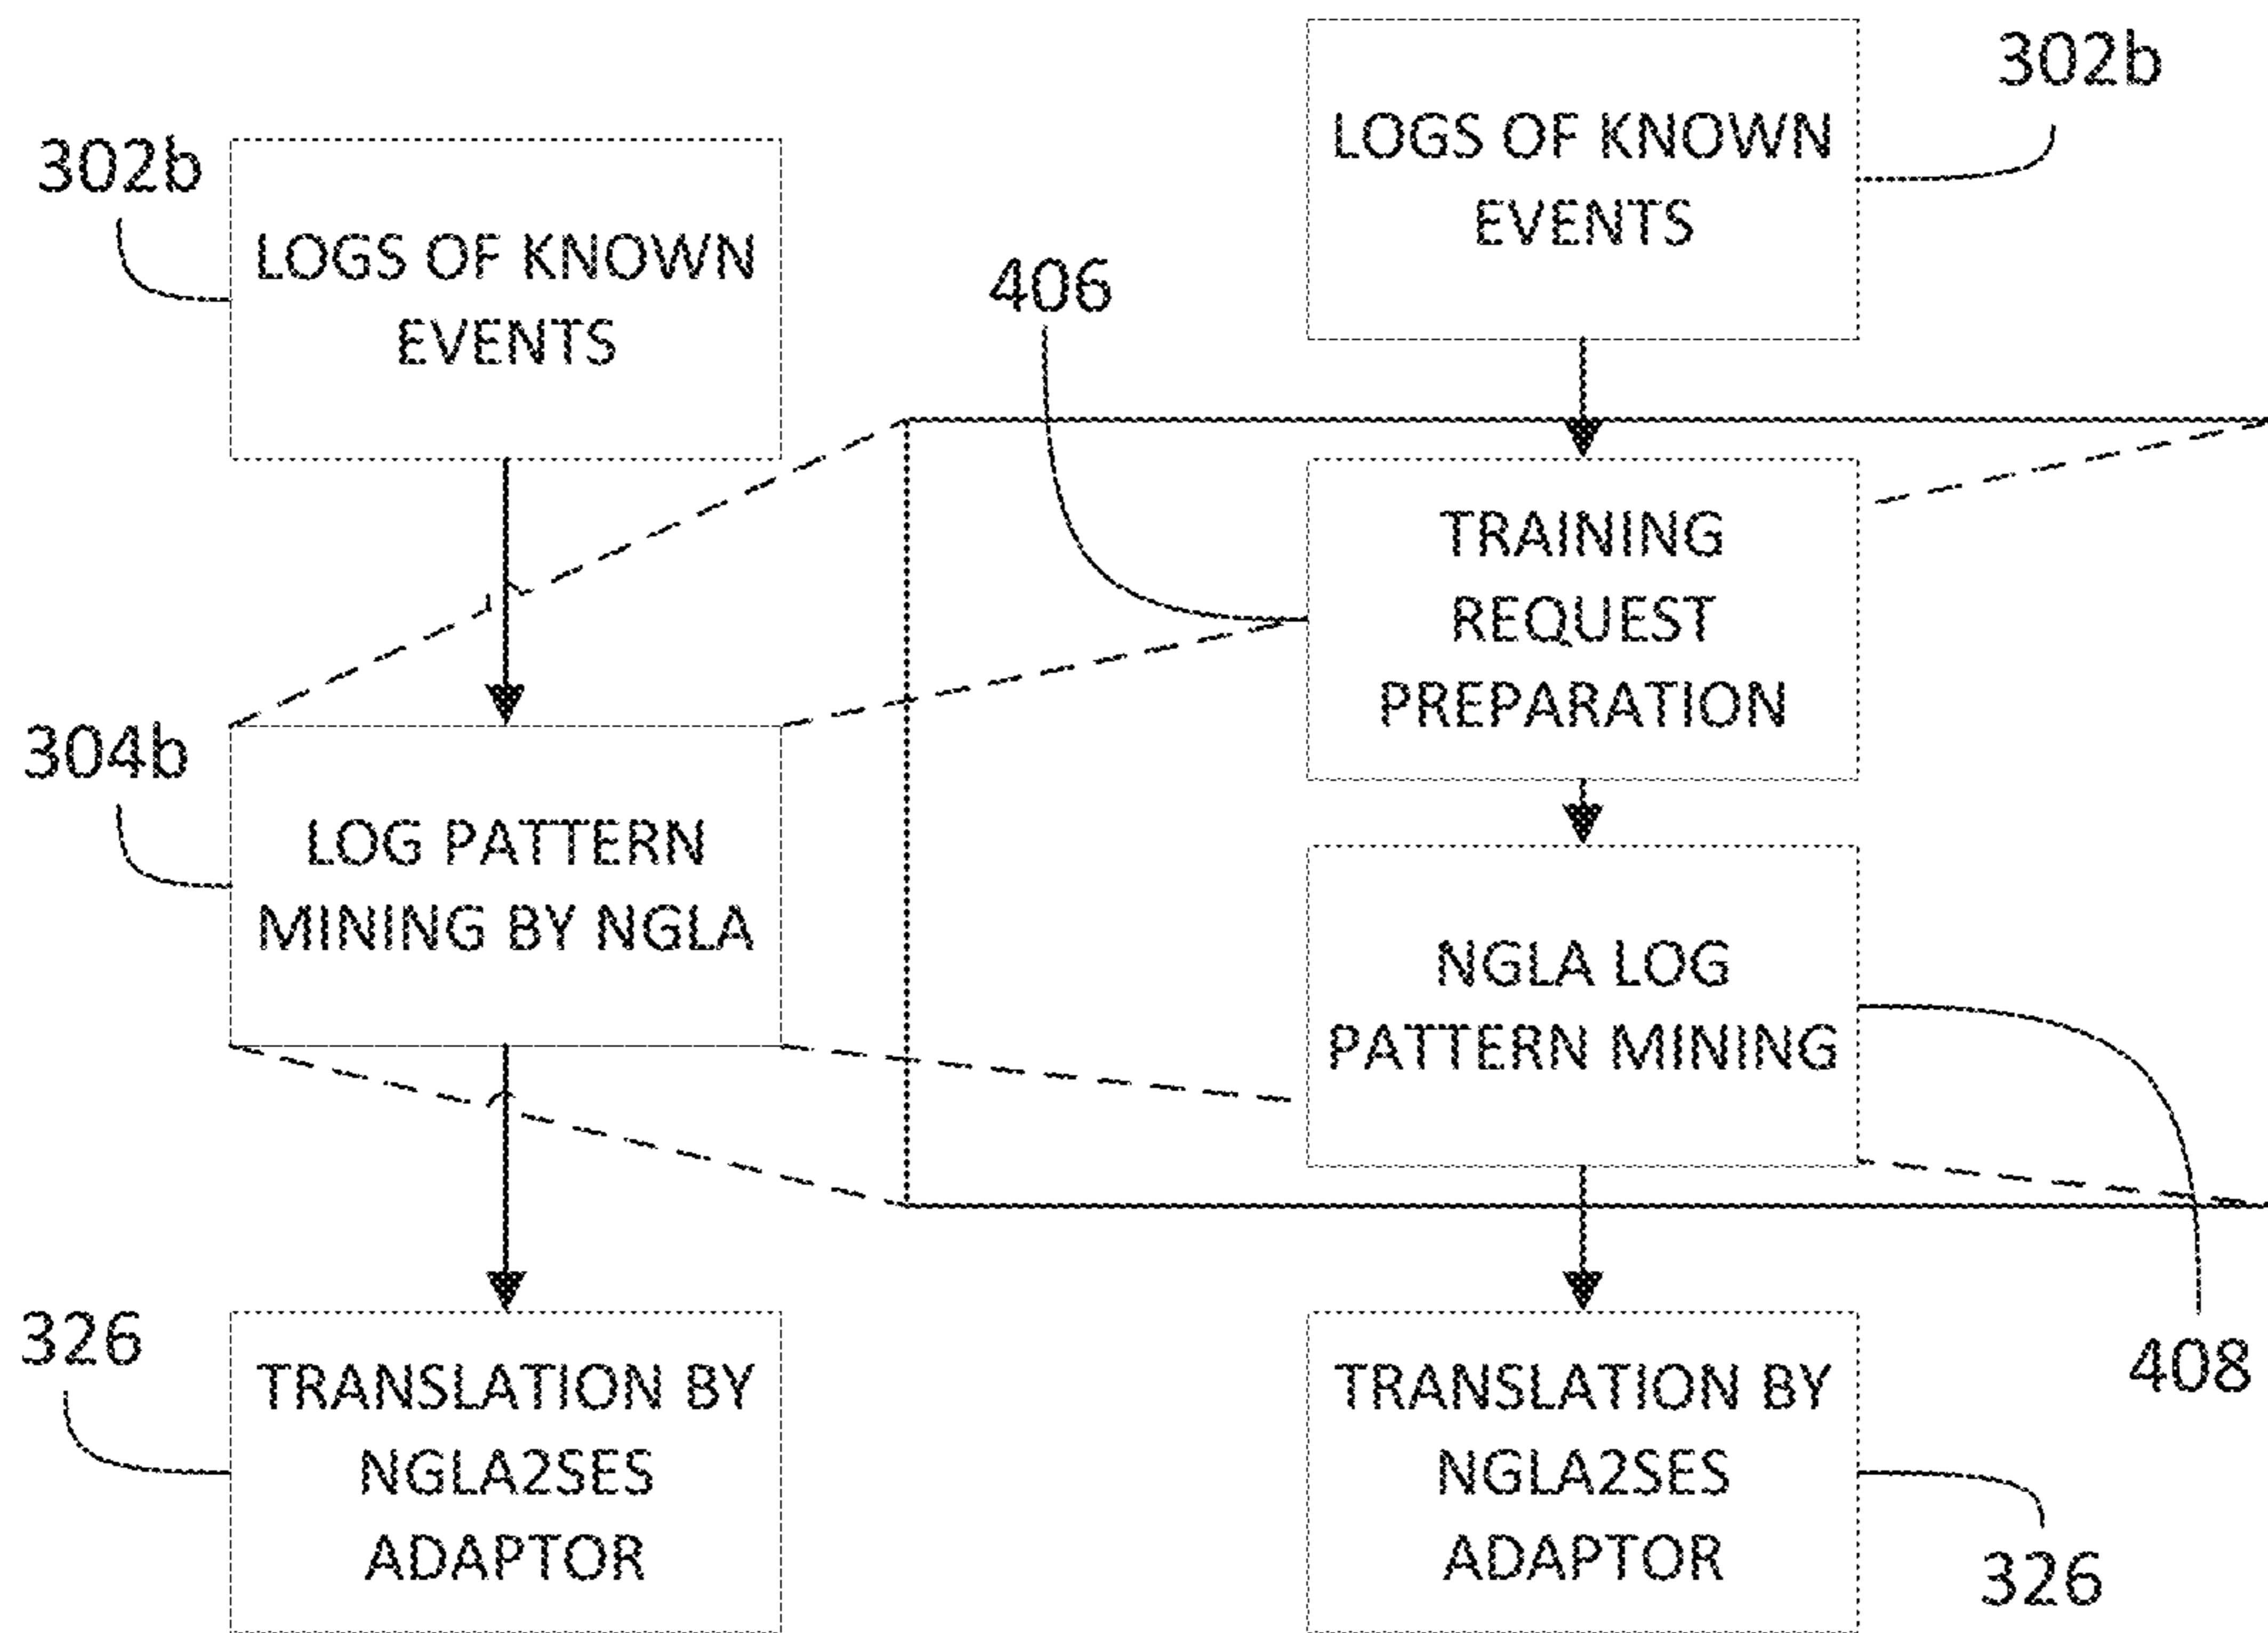 302b
LOGS OF KNOWN
EVENTS
304b
LOG PATTERN
MINING BY NGLA
326
TRANSLATION BY
NGLA2SES
ADAPTOR
LOGS OF KNOWN
EVENTS
302b
406
TRAINING
REQUEST
PREPARATION
NGLA LOG
PATTERN MINING
408
TRANSLATION BY
NGLA2SES
ADAPTOR
326